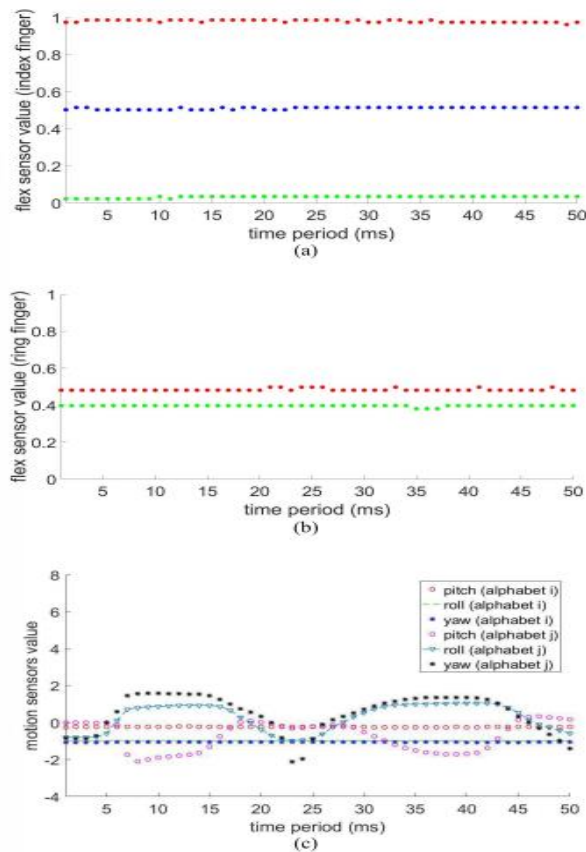 flex sensor value (index finger)
1
0.8
0.6
0.4
0.2
0
5 10 15 20 25 30 35 40 45 50
time period (ms)
(a)
flex sensor value (ring finger)
1
0.8
0.6
0.4
0.2
0
5 10 15 20 25 30 35 40 45 50
time period (ms)
(b)
motion sensors value
8
6
4
2
0
-2
-4
pitch (alphabet i)
roll (alphabet i)
yaw (alphabet i)
pitch (alphabet j)
roll (alphabet j)
yaw (alphabet j)
5 10 15 20 25 30 35 40 45 50
time period (ms)
(c)